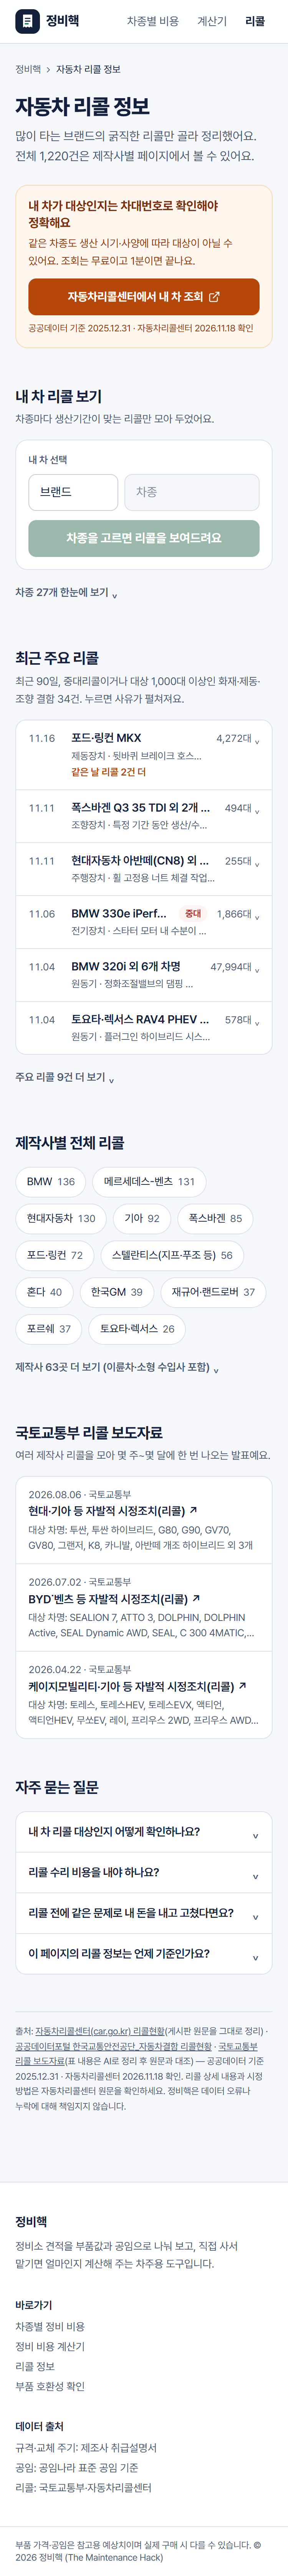 정비핵 차종별 비용 계산기 리콜
정비핵 › 자동차 리콜 정보
자동차 리콜 정보
많이 타는 브랜드의 굵직한 리콜만 골라 정리했어요.
전체 1,220건은 제작사별 페이지에서 볼 수 있어요.
내 차가 대상인지는 차대번호로 확인해야
정확해요
같은 차종도 생산 시기·사양에 따라 대상이 아닐 수
있어요. 조회는 무료이고 1분이면 끝나요.
자동차리콜센터에서 내 차 조회
공공데이터 기준 2025.12.31 · 자동차리콜센터 2026.11.18 확인
내 차 리콜 보기
차종마다 생산기간이 맞는 리콜만 모아 두었어요.
내 차 선택
브랜드 차종
차종을 고르면 리콜을 보여드려요
차종 27개 한눈에 보기
최근 주요 리콜
최근 90일, 중대리콜이거나 대상 1,000대 이상인 화재·제동·
조향 결함 34건. 누르면 사유가 펼쳐져요.
11.16 포드·링컨 MKX 4,272대
제동장치 · 뒷바퀴 브레이크 호스…
같은 날 리콜 2건 더
11.11 폭스바겐 Q3 35 TDI 외 2개 … 494대
조향장치 · 특정 기간 동안 생산/수…
11.11 현대자동차 아반떼(CN8) 외 … 255대
주행장치 · 휠 고정용 너트 체결 작업…
11.06 BMW 330e iPerf… 중대 1,866대
전기장치 · 스타터 모터 내 수분이 …
11.04 BMW 320i 외 6개 차명 47,994대
원동기 · 정화조절밸브의 댐핑 …
11.04 토요타·렉서스 RAV4 PHEV … 578대
원동기 · 플러그인 하이브리드 시스…
주요 리콜 9건 더 보기
제작사별 전체 리콜
BMW 136 메르세데스-벤츠 131
현대자동차 130 기아 92 폭스바겐 85
포드·링컨 72 스텔란티스(지프·푸조 등) 56
혼다 40 한국GM 39 재규어·랜드로버 37
포르쉐 37 토요타·렉서스 26
제작사 63곳 더 보기 (이륜차·소형 수입사 포함)
국토교통부 리콜 보도자료
여러 제작사 리콜을 모아 몇 주~몇 달에 한 번 나오는 발표예요.
2026.08.06 · 국토교통부
현대·기아 등 자발적 시정조치(리콜) ↗
대상 차명: 투싼, 투싼 하이브리드, G80, G90, GV70,
GV80, 그랜저, K8, 카니발, 아반떼 개조 하이브리드 외 3개
2026.07.02 · 국토교통부
BYD˙벤츠 등 자발적 시정조치(리콜) ↗
대상 차명: SEALION 7, ATTO 3, DOLPHIN, DOLPHIN
Active, SEAL Dynamic AWD, SEAL, C 300 4MATIC,…
2026.04.22 · 국토교통부
케이지모빌리티·기아 등 자발적 시정조치(리콜) ↗
대상 차명: 토레스, 토레스HEV, 토레스EVX, 액티언,
액티언HEV, 무쏘EV, 레이, 프리우스 2WD, 프리우스 AWD…
자주 묻는 질문
내 차 리콜 대상인지 어떻게 확인하나요?
리콜 수리 비용을 내야 하나요?
리콜 전에 같은 문제로 내 돈을 내고 고쳤다면요?
이 페이지의 리콜 정보는 언제 기준인가요?
출처: 자동차리콜센터(car.go.kr) 리콜현황(게시판 원문을 그대로 정리) ·
공공데이터포털 한국교통안전공단_자동차결함 리콜현황 · 국토교통부
리콜 보도자료(표 내용은 AI로 정리 후 원문과 대조) — 공공데이터 기준
2025.12.31 · 자동차리콜센터 2026.11.18 확인. 리콜 상세 내용과 시정
방법은 자동차리콜센터 원문을 확인하세요. 정비핵은 데이터 오류나
누락에 대해 책임지지 않습니다.
정비핵
정비소 견적을 부품값과 공임으로 나눠 보고, 직접 사서
맡기면 얼마인지 계산해 주는 차주용 도구입니다.
바로가기
차종별 정비 비용
정비 비용 계산기
리콜 정보
부품 호환성 확인
데이터 출처
규격·교체 주기: 제조사 취급설명서
공임: 공임나라 표준 공임 기준
리콜: 국토교통부·자동차리콜센터
부품 가격·공임은 참고용 예상치이며 실제 구매 시 다를 수 있습니다. ©
2026 정비핵 (The Maintenance Hack)